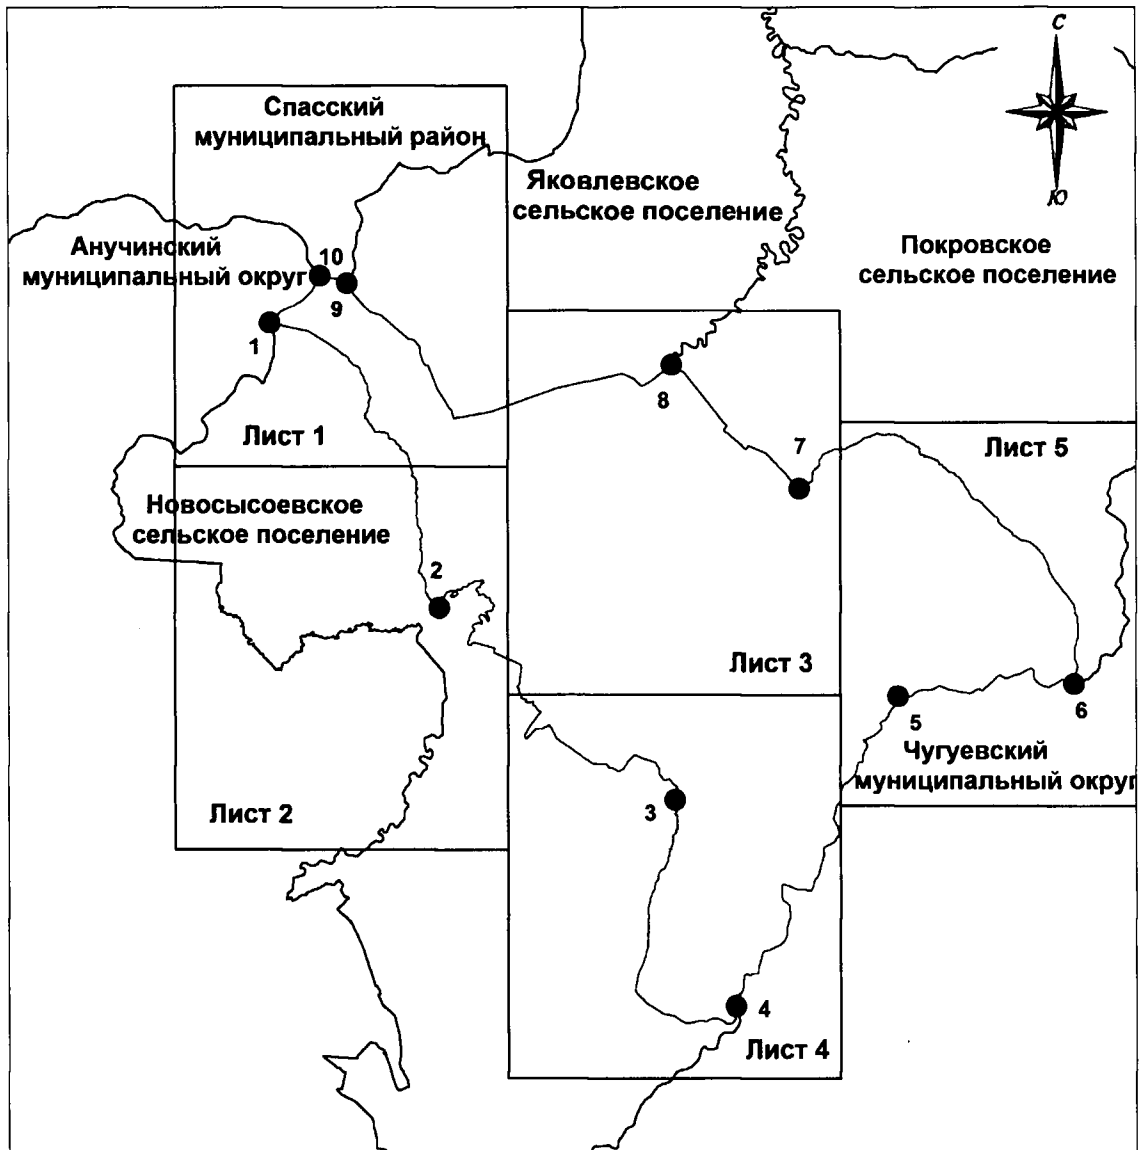 С
Спасский
муниципальный район
Яковлевское
сельское поселение
Ю
Анучинский
муниципальный округ
10
9
Покровское
сельское поселение
1
8
Лист 1
7
Лист 5
Новосысоевское
сельское поселение
2
Лист 3
6
5
Чугуевский
муниципальный округ
Лист 2
3
4
Лист 4